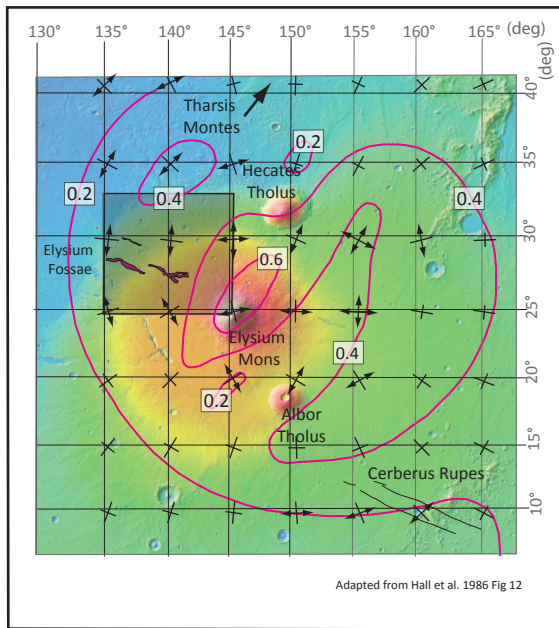 130° 135° 140° 145° 150° 155° 160° 165° (deg)
(deg)
40°
Tharsis
Montes
0.2
0.2
35°
Hecates
Tholus
0.4
0.4
30°
Elysium
Fossae
0.6
25°
Elysium
Mons
0.4
20°
0.2
Albor
Tholus
15°
Cerberus Rupes
10°
Adapted from Hall et al. 1986 Fig 12